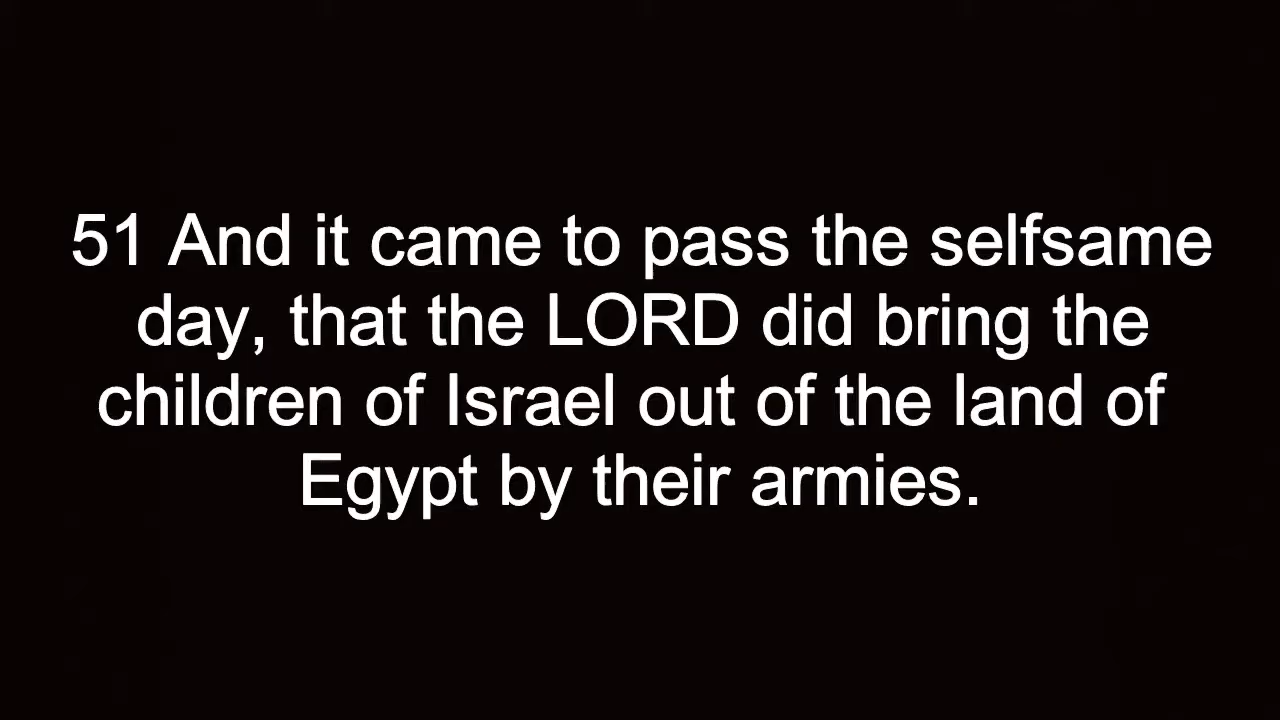 51 And it came to pass the selfsame
day, that the LORD did bring the
children of Israel out of the land of
Egypt by their armies.